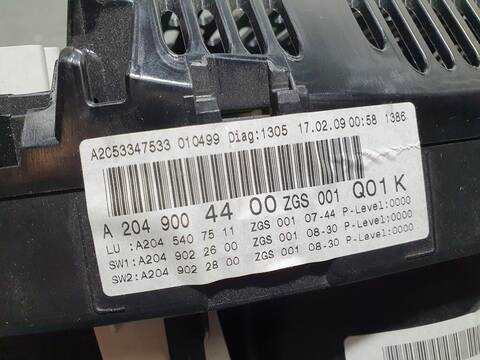 A2C53347533 010499 Diag:1305 17.02.09 00:58 1386
A 204 900 44 00 ZGS 001 Q01 K
LU : A204 540 75 11 ZGS 001 07-44 P-Level:0000
SW1:A204 902 26 00 ZGS 001 08-30 P-Level:0000
SW2:A204 902 28 00 ZGS 001 08-30 P-Level:0000